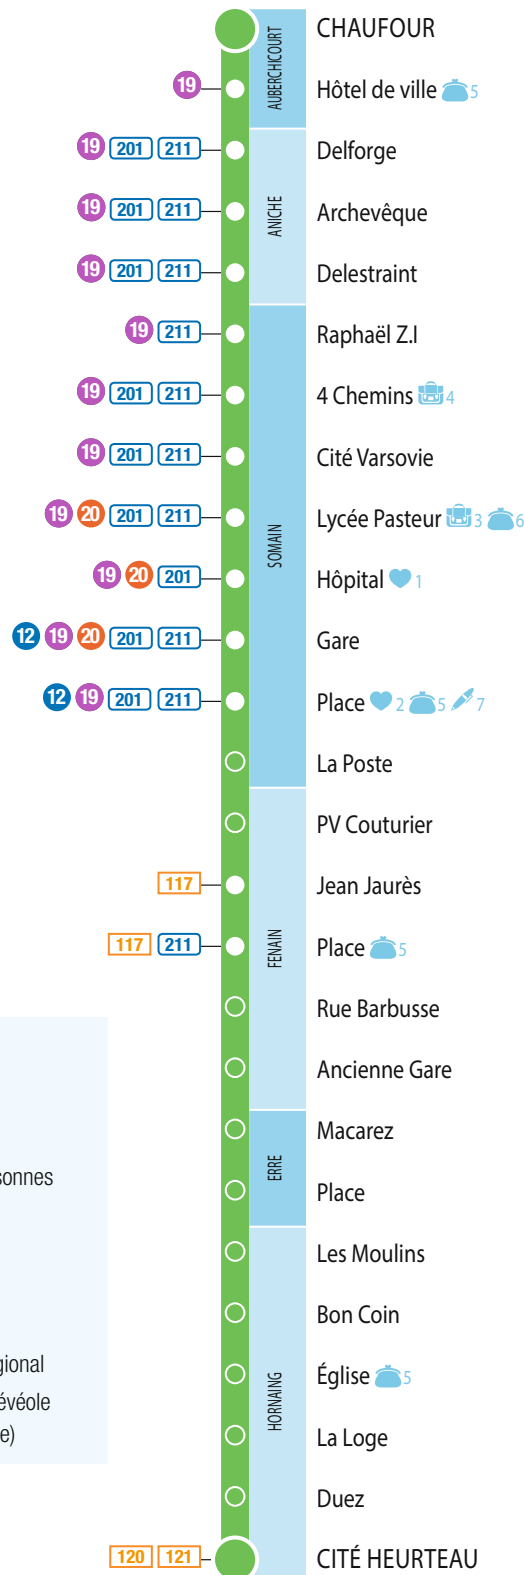 AUBERCHICOURT
CHAUFOUR
19 Hôtel de ville 5
ANICHE
19 201 211 Delforge
19 201 211 Archevêque
19 201 211 Delestraint
SOMAIN
19 211 Raphaël Z.I
19 201 211 4 Chemins 4
19 201 211 Cité Varsovie
19 20 201 211 Lycée Pasteur 3 6
19 20 201 Hôpital 1
12 19 20 201 211 Gare
12 19 201 211 Place 2 5 7
La Poste
FENAIN
PV Couturier
117 Jean Jaurès
117 211 Place 5
Rue Barbusse
Ancienne Gare
ERRE
Macarez
Place
HORNAING
Les Moulins
Bon Coin
Église 5
La Loge
Duez
120 121 CITÉ HEURTEAU
sonnes
gional
évéole
e)